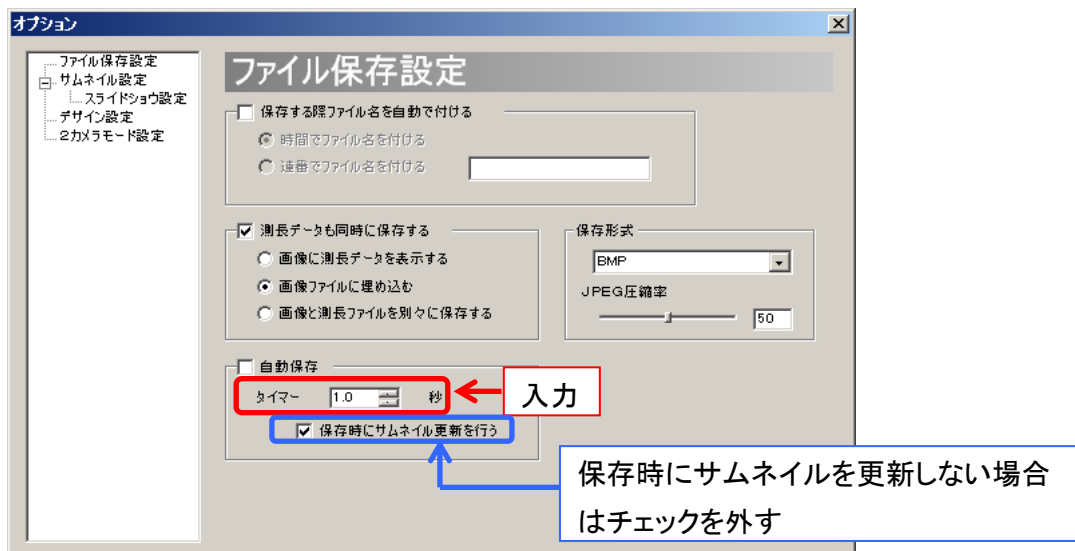 オプション
ファイル保存設定
サムネイル設定
スライドショウ設定
デザイン設定
2カメラモード設定
ファイル保存設定
保存する際ファイル名を自動で付ける
時間でファイル名を付ける
連番でファイル名を付ける
測長データも同時に保存する
画像に測長データを表示する
画像ファイルに埋め込む
画像と測長ファイルを別々に保存する
保存形式
BMP
JPEG圧縮率
50
自動保存
タイマー 1.0 秒
入力
保存時にサムネイル更新を行う
保存時にサムネイルを更新しない場合
はチェックを外す